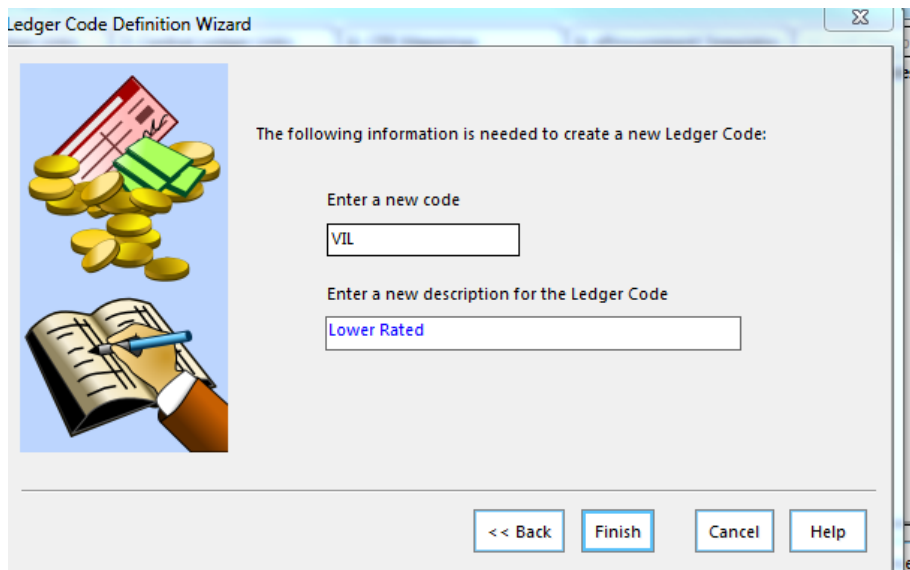 Ledger Code Definition Wizard
The following information is needed to create a new Ledger Code:
Enter a new code
VIL
Enter a new description for the Ledger Code
Lower Rated
<< Back Finish Cancel Help